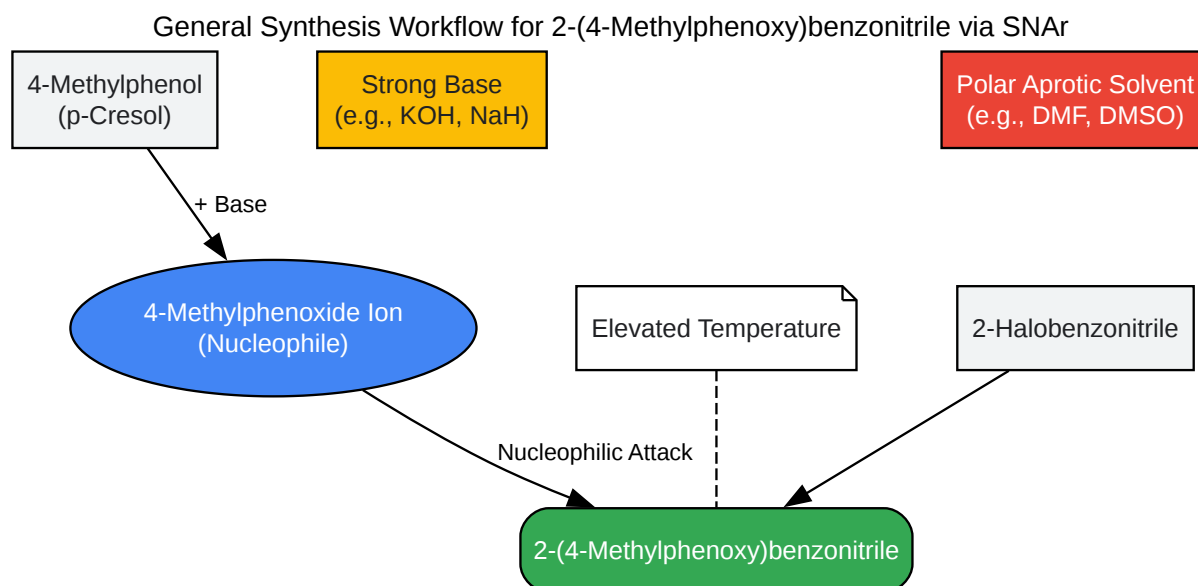 General Synthesis Workflow for 2-(4-Methylphenoxy)benzonitrile via SNAr
4-Methylphenol
(p-Cresol)
Strong Base
(e.g., KOH, NaH)
Polar Aprotic Solvent
(e.g., DMF, DMSO)
+ Base
4-Methylphenoxide Ion
(Nucleophile)
Elevated Temperature
2-Halobenzonitrile
Nucleophilic Attack
2-(4-Methylphenoxy)benzonitrile